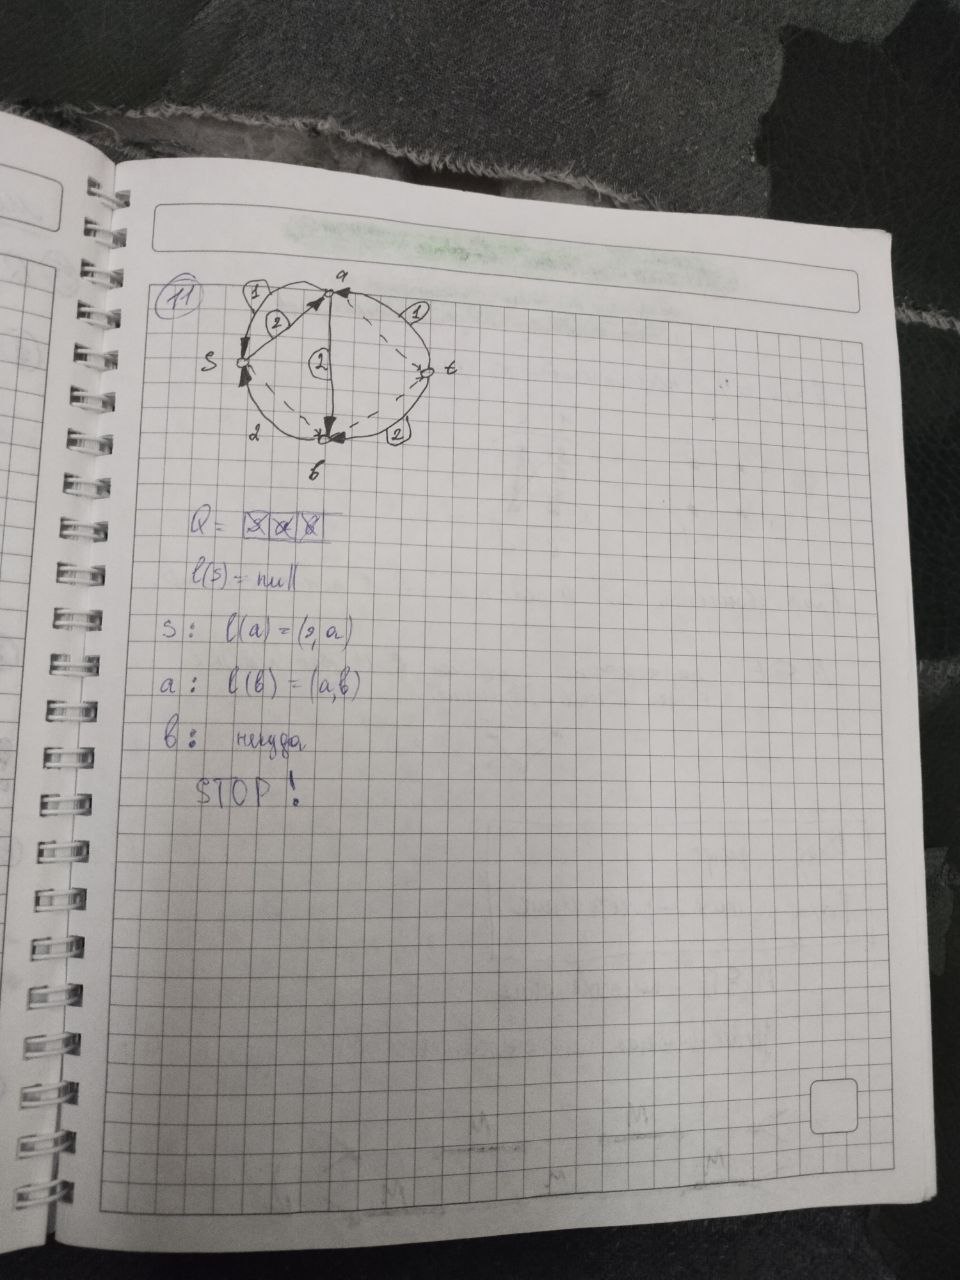 11
a
1
1
2
S
2
t
2
2
в
Q = s a в
l(s) = null
s: l(a) = (s, a)
a: l(в) = (a, в)
в: некуда
STOP!